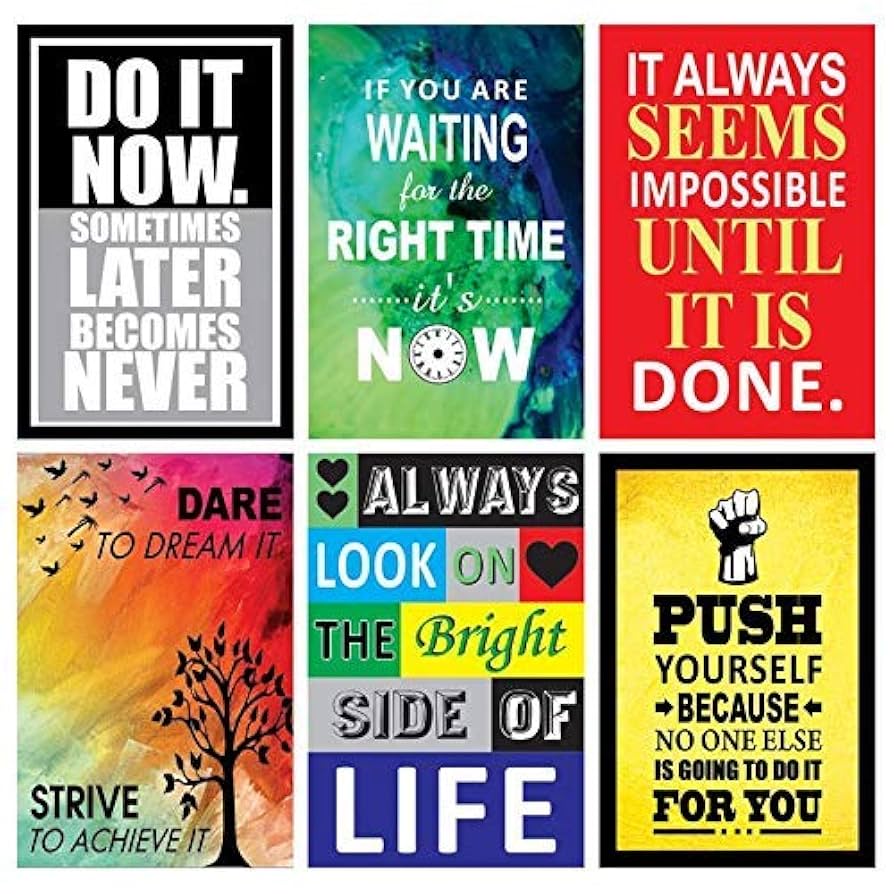 DO IT
NOW.
SOMETIMES
LATER
BECOMES
NEVER
IF YOU ARE
WAITING
for the
RIGHT TIME
it's
NOW
IT ALWAYS
SEEMS
IMPOSSIBLE
UNTIL
IT IS
DONE.
DARE
TO DREAM IT
STRIVE
TO ACHIEVE IT
ALWAYS
LOOK ON
THE Bright
SIDE OF
LIFE
PUSH
YOURSELF
BECAUSE
NO ONE ELSE
IS GOING TO DO IT
FOR YOU